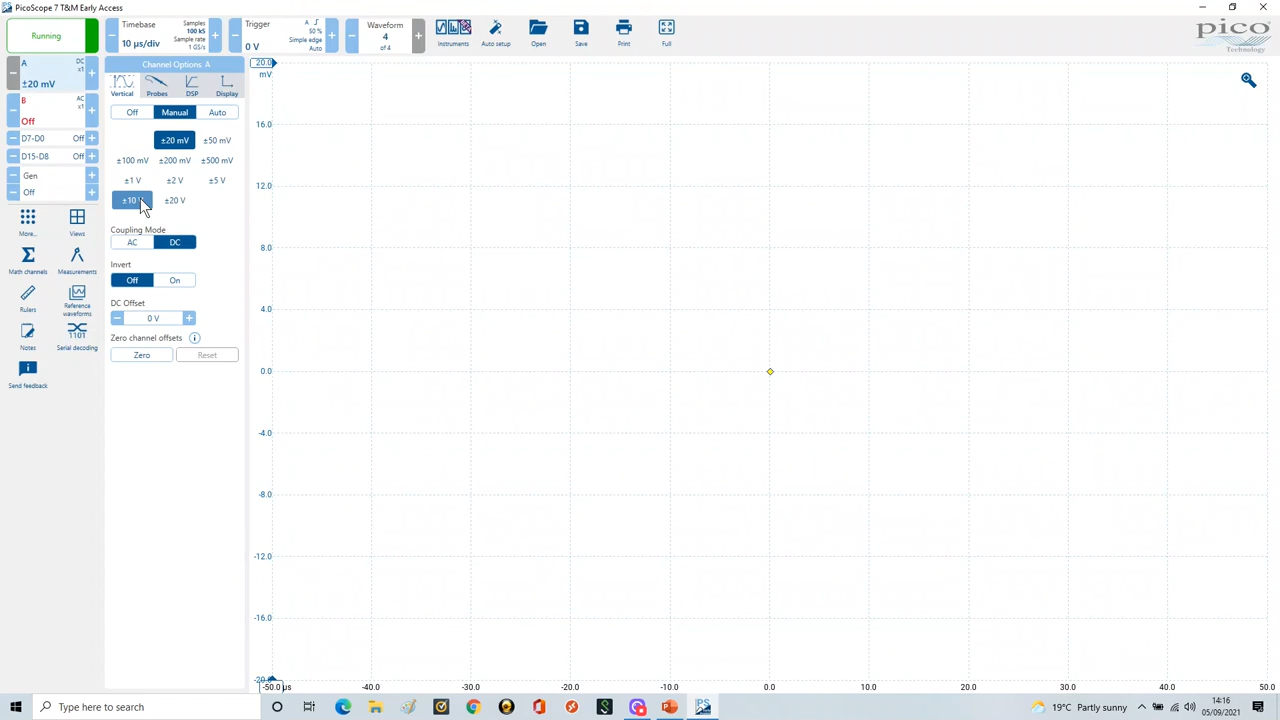 PicoScope 7 T&M Early Access
Running
Timebase
10 µs/div
Samples
100 kS
Sample rate
1 GS/s
Trigger
0 V
A
50 %
Simple edge
Auto
Waveform
4
of 4
Instruments
Auto setup
Open
Save
Print
Full
pico
Technology
A
DC
x1
±20 mV
B
AC
x1
Off
D7-D0 Off
D15-D8 Off
Gen
Off
More...
Views
Math channels
Measurements
Rulers
Reference
waveforms
Notes
1101
Serial decoding
Send feedback
Channel Options A
Vertical
Probes
DSP
Display
Off Manual Auto
±20 mV ±50 mV
±100 mV ±200 mV ±500 mV
±1 V ±2 V ±5 V
±10 ±20 V
Coupling Mode
AC DC
Invert
Off On
DC Offset
0 V
Zero channel offsets
Zero Reset
20.0
mV
16.0
12.0
8.0
4.0
0.0
-4.0
-8.0
-12.0
-16.0
-50.0 µs -40.0 -30.0 -20.0 -10.0 0.0 10.0 20.0 30.0 40.0 50.0
Type here to search
PS
19°C Partly sunny
14:16
05/09/2021